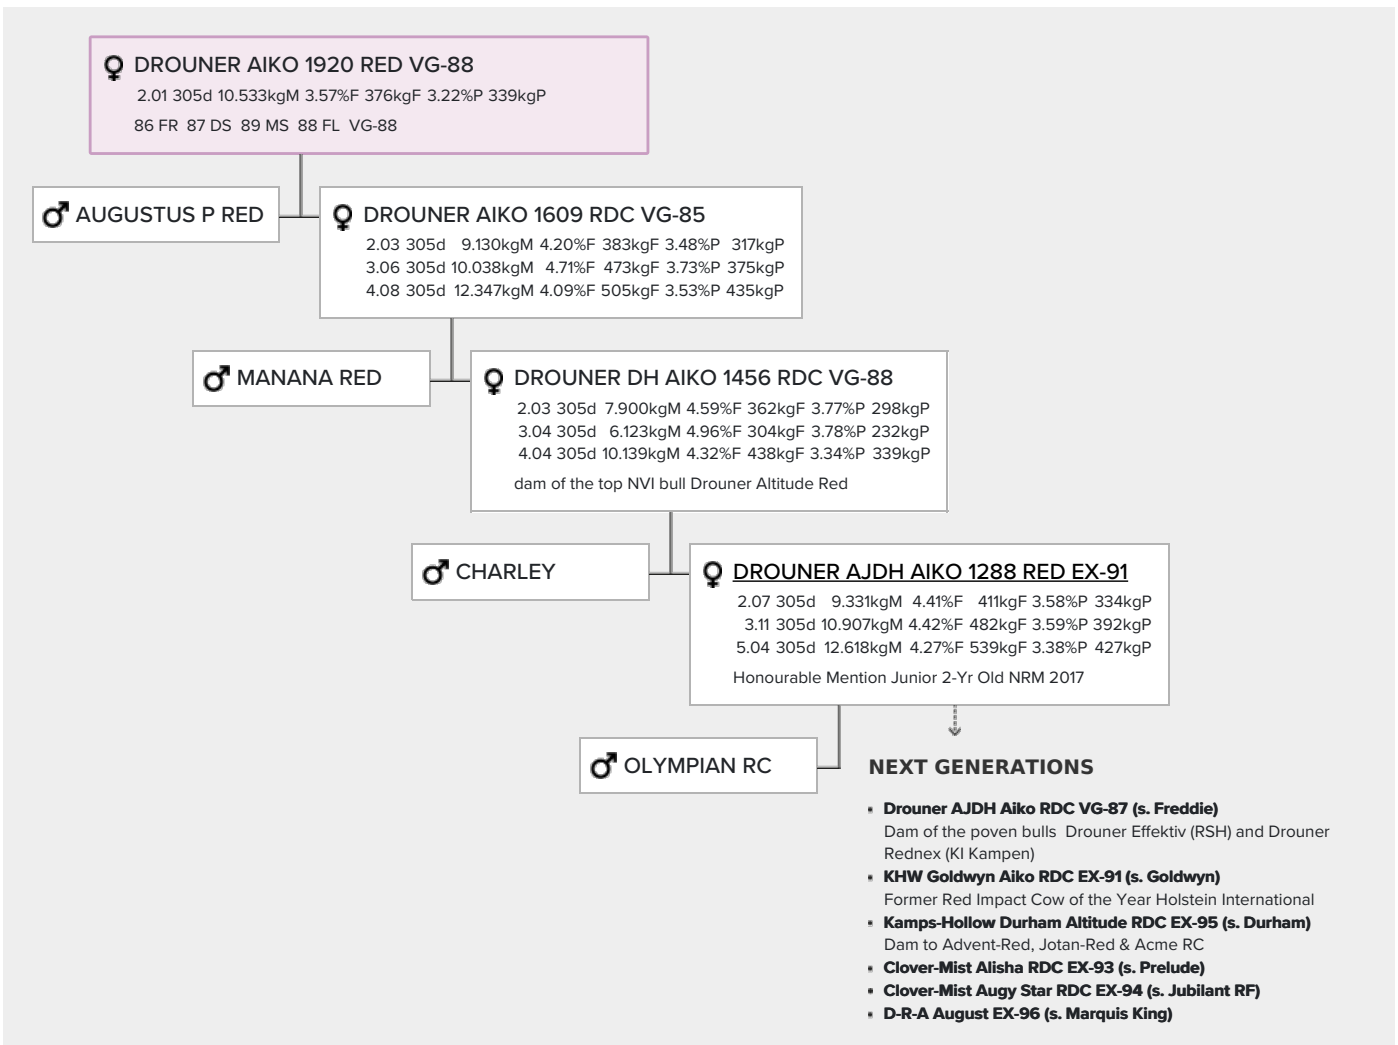 DROUNER AIKO 1920 RED VG-88
2.01 305d 10.533kgM 3.57%F 376kgF 3.22%P 339kgP
86 FR 87 DS 89 MS 88 FL VG-88
AUGUSTUS P RED
DROUNER AIKO 1609 RDC VG-85
2.03 305d 9.130kgM 4.20%F 383kgF 3.48%P 317kgP
3.06 305d 10.038kgM 4.71%F 473kgF 3.73%P 375kgP
4.08 305d 12.347kgM 4.09%F 505kgF 3.53%P 435kgP
MANANA RED
DROUNER DH AIKO 1456 RDC VG-88
2.03 305d 7.900kgM 4.59%F 362kgF 3.77%P 298kgP
3.04 305d 6.123kgM 4.96%F 304kgF 3.78%P 232kgP
4.04 305d 10.139kgM 4.32%F 438kgF 3.34%P 339kgP
dam of the top NVI bull Drouner Altitude Red
CHARLEY
DROUNER AJDH AIKO 1288 RED EX-91
2.07 305d 9.331kgM 4.41%F 411kgF 3.58%P 334kgP
3.11 305d 10.907kgM 4.42%F 482kgF 3.59%P 392kgP
5.04 305d 12.618kgM 4.27%F 539kgF 3.38%P 427kgP
Honourable Mention Junior 2-Yr Old NRM 2017
OLYMPIAN RC
NEXT GENERATIONS
Drouner AJDH Aiko RDC VG-87 (s. Freddie)
Dam of the poven bulls Drouner Effektiv (RSH) and Drouner
Rednex (KI Kampen)
KHW Goldwyn Aiko RDC EX-91 (s. Goldwyn)
Former Red Impact Cow of the Year Holstein International
Kamps-Hollow Durham Altitude RDC EX-95 (s. Durham)
Dam to Advent-Red, Jotan-Red & Acme RC
Clover-Mist Alisha RDC EX-93 (s. Prelude)
Clover-Mist Augy Star RDC EX-94 (s. Jubilant RF)
D-R-A August EX-96 (s. Marquis King)